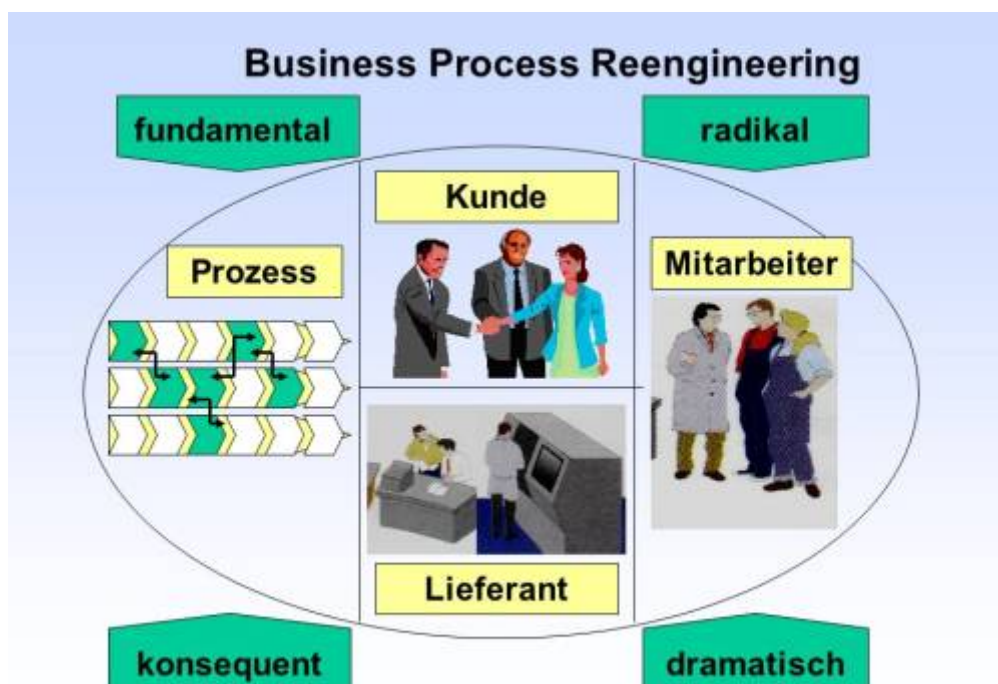 Business Process Reengineering
fundamental
radikal
Kunde
Prozess
Mitarbeiter
Lieferant
konsequent
dramatisch